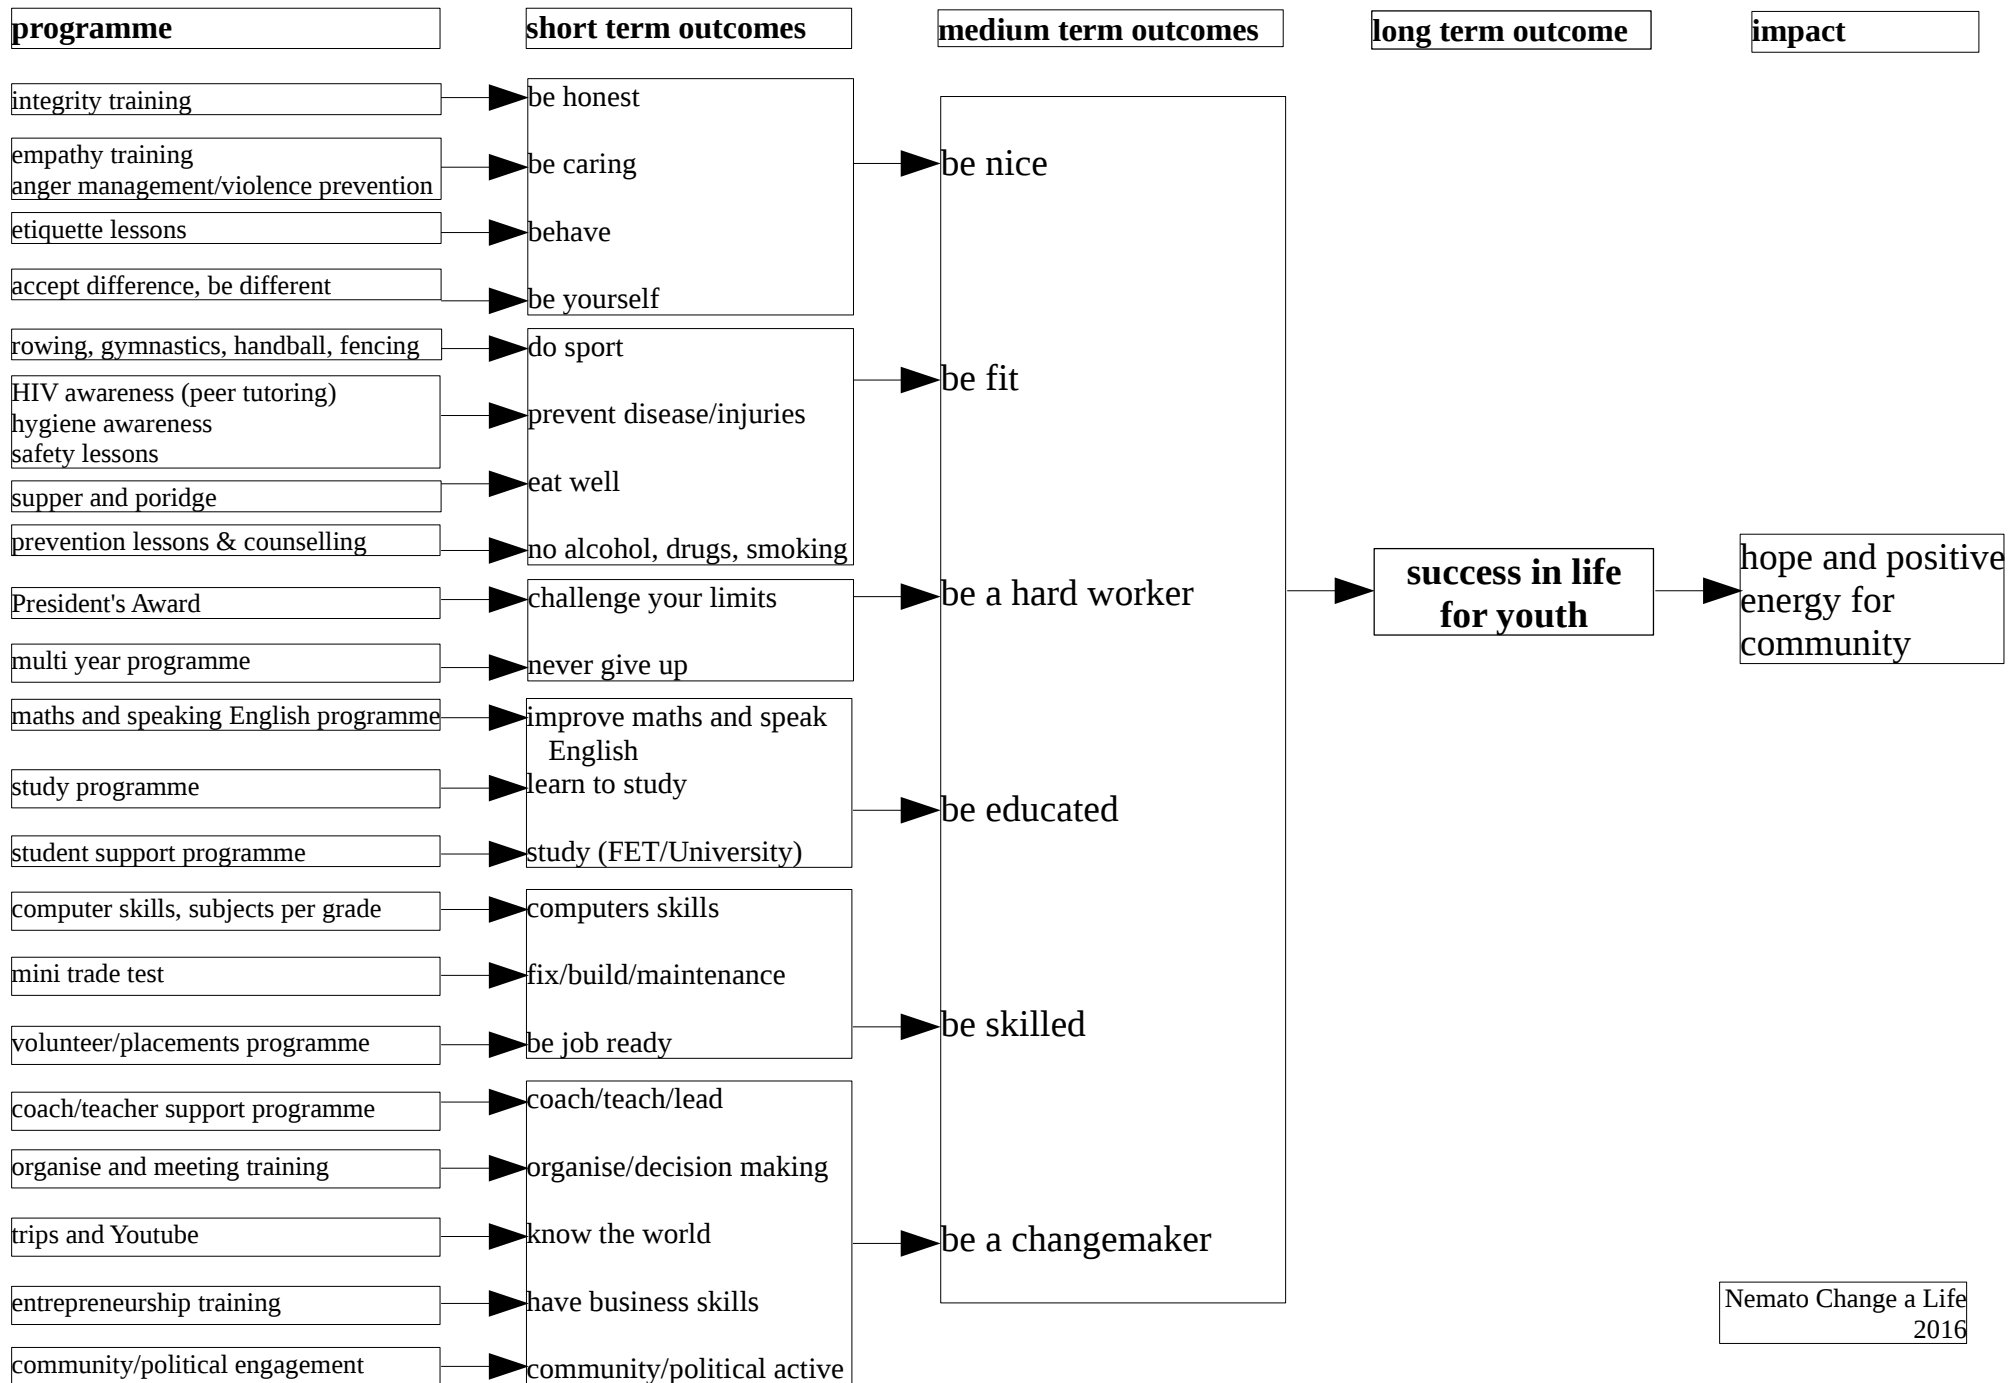 programme
short term outcomes
medium term outcomes
long term outcome
impact
integrity training
empathy training
anger management/violence prevention
etiquette lessons
accept difference, be different
rowing, gymnastics, handball, fencing
HIV awareness (peer tutoring)
hygiene awareness
safety lessons
supper and poridge
prevention lessons & counselling
President's Award
multi year programme
maths and speaking English programme
study programme
student support programme
computer skills, subjects per grade
mini trade test
volunteer/placements programme
coach/teacher support programme
organise and meeting training
trips and Youtube
entrepreneurship training
community/political engagement
be honest
be caring
behave
be yourself
do sport
prevent disease/injuries
eat well
no alcohol, drugs, smoking
challenge your limits
never give up
improve maths and speak
English
learn to study
study (FET/University)
computers skills
fix/build/maintenance
be job ready
coach/teach/lead
organise/decision making
know the world
have business skills
community/political active
be nice
be fit
be a hard worker
be educated
be skilled
be a changemaker
success in life
for youth
hope and positive
energy for
community
Nemato Change a Life
2016